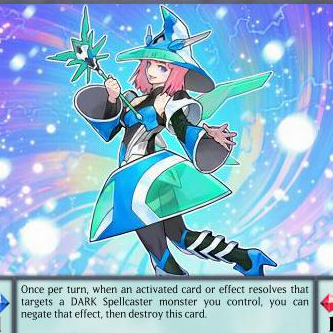 Once per turn, when an activated card or effect resolves that
targets a DARK Spellcaster monster you control, you can
negate that effect, then destroy this card.